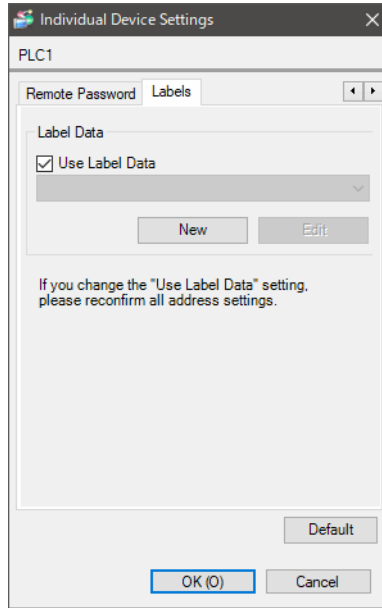 Individual Device Settings
PLC1
Remote Password Labels
Label Data
Use Label Data
New Edit
If you change the "Use Label Data" setting,
please reconfirm all address settings.
Default
OK (O) Cancel